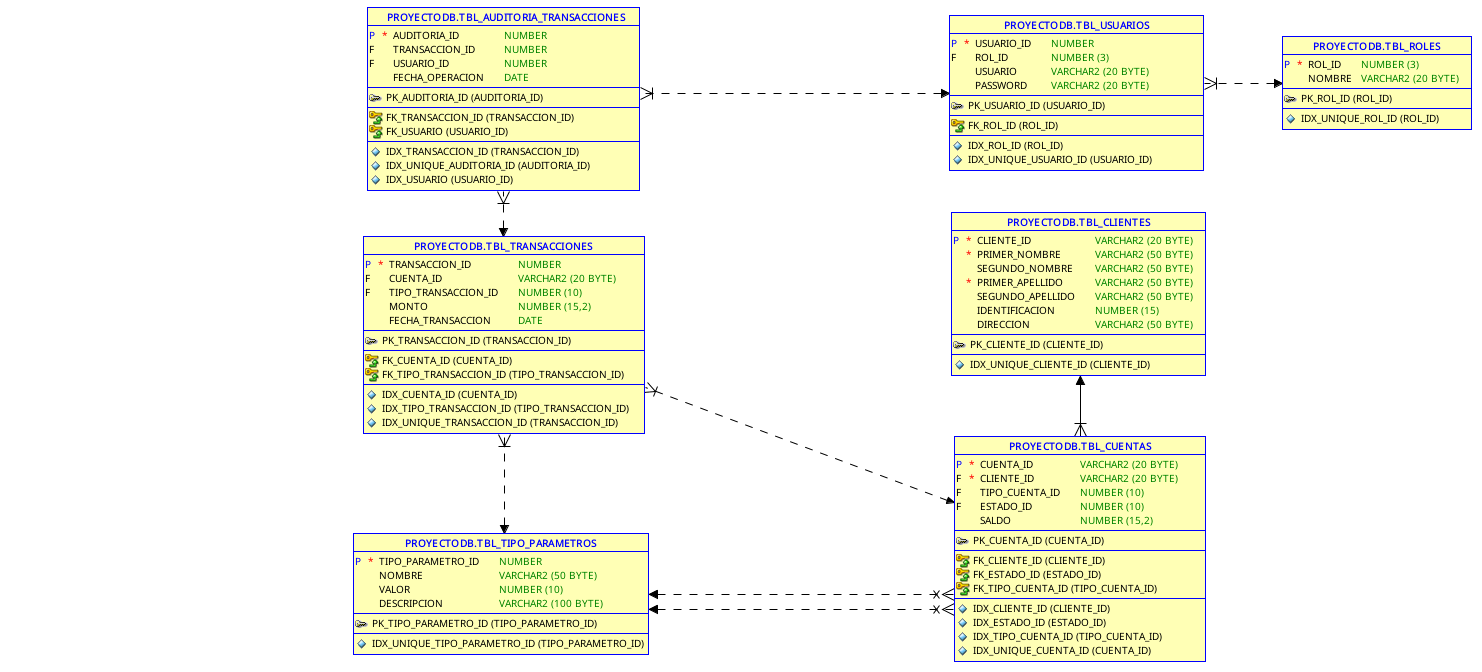 PROYECTODB.TBL_AUDITORIA_TRANSACCIONES
P * AUDITORIA_ID NUMBER
F TRANSACCION_ID NUMBER
F USUARIO_ID NUMBER
FECHA_OPERACION DATE
PK_AUDITORIA_ID (AUDITORIA_ID)
FK_TRANSACCION_ID (TRANSACCION_ID)
FK_USUARIO (USUARIO_ID)
IDX_TRANSACCION_ID (TRANSACCION_ID)
IDX_UNIQUE_AUDITORIA_ID (AUDITORIA_ID)
IDX_USUARIO (USUARIO_ID)
PROYECTODB.TBL_USUARIOS
P * USUARIO_ID NUMBER
F ROL_ID NUMBER (3)
USUARIO VARCHAR2 (20 BYTE)
PASSWORD VARCHAR2 (20 BYTE)
PK_USUARIO_ID (USUARIO_ID)
FK_ROL_ID (ROL_ID)
IDX_ROL_ID (ROL_ID)
IDX_UNIQUE_USUARIO_ID (USUARIO_ID)
PROYECTODB.TBL_ROLES
P * ROL_ID NUMBER (3)
NOMBRE VARCHAR2 (20 BYTE)
PK_ROL_ID (ROL_ID)
IDX_UNIQUE_ROL_ID (ROL_ID)
PROYECTODB.TBL_TRANSACCIONES
P * TRANSACCION_ID NUMBER
F CUENTA_ID VARCHAR2 (20 BYTE)
F TIPO_TRANSACCION_ID NUMBER (10)
MONTO NUMBER (15,2)
FECHA_TRANSACCION DATE
PK_TRANSACCION_ID (TRANSACCION_ID)
FK_CUENTA_ID (CUENTA_ID)
FK_TIPO_TRANSACCION_ID (TIPO_TRANSACCION_ID)
IDX_CUENTA_ID (CUENTA_ID)
IDX_TIPO_TRANSACCION_ID (TIPO_TRANSACCION_ID)
IDX_UNIQUE_TRANSACCION_ID (TRANSACCION_ID)
PROYECTODB.TBL_CLIENTES
P * CLIENTE_ID VARCHAR2 (20 BYTE)
* PRIMER_NOMBRE VARCHAR2 (50 BYTE)
SEGUNDO_NOMBRE VARCHAR2 (50 BYTE)
* PRIMER_APELLIDO VARCHAR2 (50 BYTE)
SEGUNDO_APELLIDO VARCHAR2 (50 BYTE)
IDENTIFICACION NUMBER (15)
DIRECCION VARCHAR2 (50 BYTE)
PK_CLIENTE_ID (CLIENTE_ID)
IDX_UNIQUE_CLIENTE_ID (CLIENTE_ID)
PROYECTODB.TBL_CUENTAS
P * CUENTA_ID VARCHAR2 (20 BYTE)
F * CLIENTE_ID VARCHAR2 (20 BYTE)
F TIPO_CUENTA_ID NUMBER (10)
F ESTADO_ID NUMBER (10)
SALDO NUMBER (15,2)
PK_CUENTA_ID (CUENTA_ID)
FK_CLIENTE_ID (CLIENTE_ID)
FK_ESTADO_ID (ESTADO_ID)
FK_TIPO_CUENTA_ID (TIPO_CUENTA_ID)
IDX_CLIENTE_ID (CLIENTE_ID)
IDX_ESTADO_ID (ESTADO_ID)
IDX_TIPO_CUENTA_ID (TIPO_CUENTA_ID)
IDX_UNIQUE_CUENTA_ID (CUENTA_ID)
PROYECTODB.TBL_TIPO_PARAMETROS
P * TIPO_PARAMETRO_ID NUMBER
NOMBRE VARCHAR2 (50 BYTE)
VALOR NUMBER (10)
DESCRIPCION VARCHAR2 (100 BYTE)
PK_TIPO_PARAMETRO_ID (TIPO_PARAMETRO_ID)
IDX_UNIQUE_TIPO_PARAMETRO_ID (TIPO_PARAMETRO_ID)